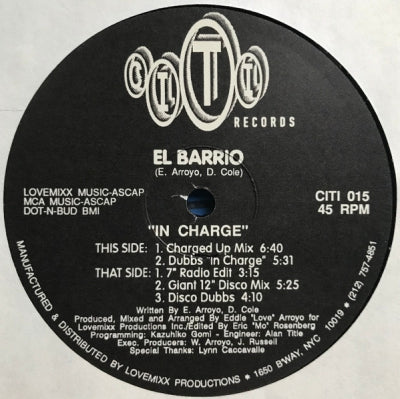 CITI
RECORDS
EL BARRIO
(E. Arroyo, D. Cole)
LOVEMIXX MUSIC-ASCAP
MCA MUSIC-ASCAP
DOT-N-BUD BMI
CITI 015
45 RPM
"IN CHARGE"
THIS SIDE: 1. Charged Up Mix 6:40
2. Dubbs "In Charge" 5:31
THAT SIDE: 1. 7" Radio Edit 3:15
2. Giant 12" Disco Mix 5:25
3. Disco Dubbs 4:10
Written By E. Arroyo, D. Cole
Produced, Mixed and Arranged By Eddie "Love" Arroyo for
Lovemixx Productions Inc./Edited By Eric "Mo" Rosenberg
Programming: Kazuhiko Gomi - Engineer: Alan Title
Exec. Producers: W. Arroyo, J. Russell
Special Thanks: Lynn Caccavalle
MANUFACTURED & DISTRIBUTED BY LOVEMIXX PRODUCTIONS * 1650 B'WAY, NYC 10019 * (212) 757-4851